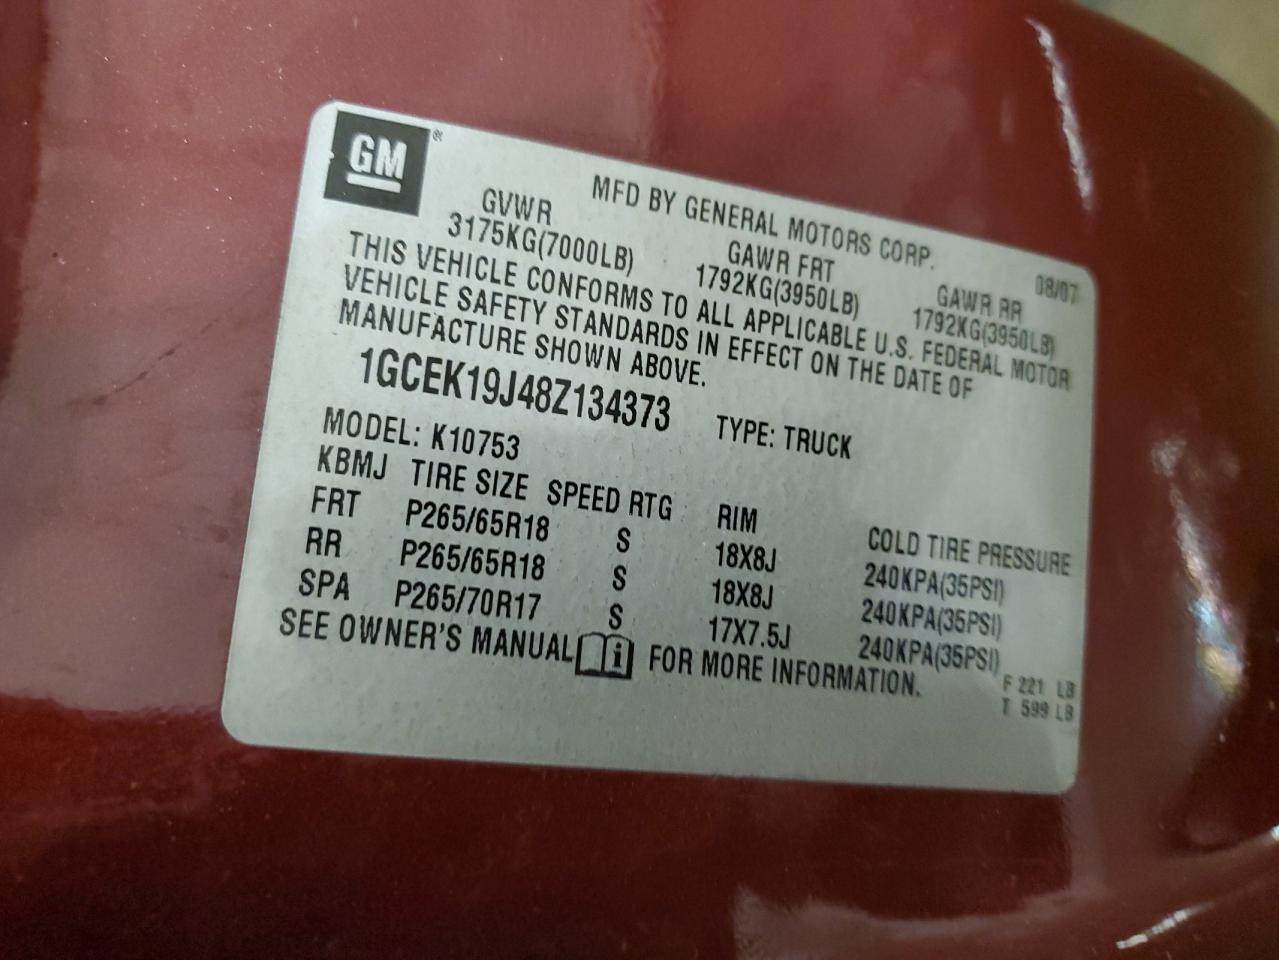 GM®
MFD BY GENERAL MOTORS CORP. 08/07
GVWR GAWR FRT GAWR RR
3175KG(7000LB) 1792KG(3950LB) 1792KG(3950LB)
THIS VEHICLE CONFORMS TO ALL APPLICABLE U.S. FEDERAL MOTOR
VEHICLE SAFETY STANDARDS IN EFFECT ON THE DATE OF
MANUFACTURE SHOWN ABOVE.
1GCEK19J48Z134373 TYPE: TRUCK
MODEL: K10753
KBMJ TIRE SIZE SPEED RTG RIM COLD TIRE PRESSURE
FRT P265/65R18 S 18X8J 240KPA(35PSI)
RR P265/65R18 S 18X8J 240KPA(35PSI)
SPA P265/70R17 S 17X7.5J 240KPA(35PSI)
SEE OWNER'S MANUAL i FOR MORE INFORMATION.
F 221 LB
T 599 LB